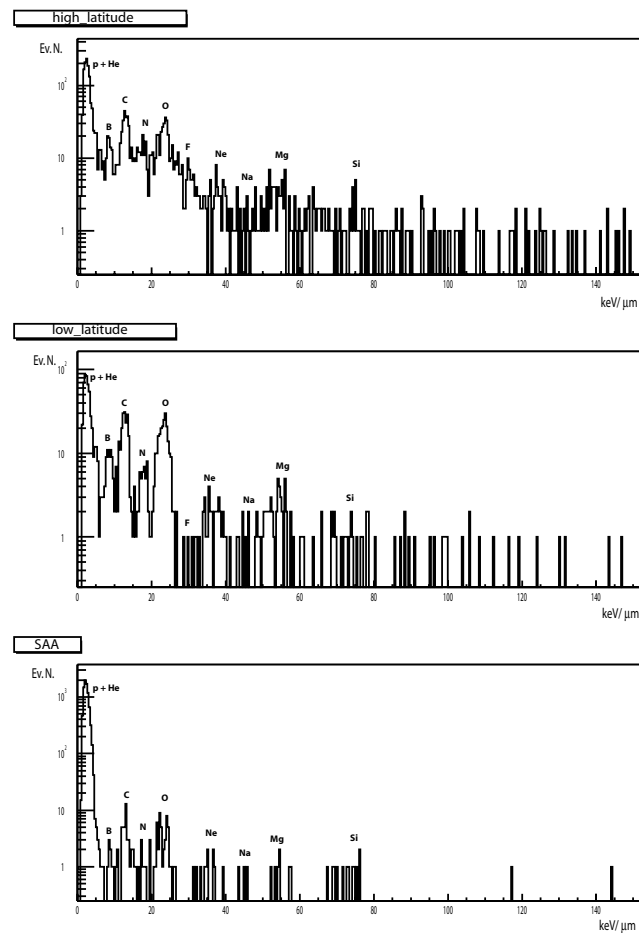 high_latitude
Ev. N.
p + He
10²
C
O
B
N
F
Ne
Na
Mg
Si
10
1
0 20 40 60 80 100 120 140
keV/ μm
low_latitude
Ev. N.
10²
p + He
C
O
B
N
F
Ne
Na
Mg
Si
10
1
0 20 40 60 80 100 120 140
keV/ μm
SAA
Ev. N.
p + He
10³
10²
C
O
B
N
Ne
Na
Mg
Si
10
1
0 20 40 60 80 100 120 140
keV/ μm